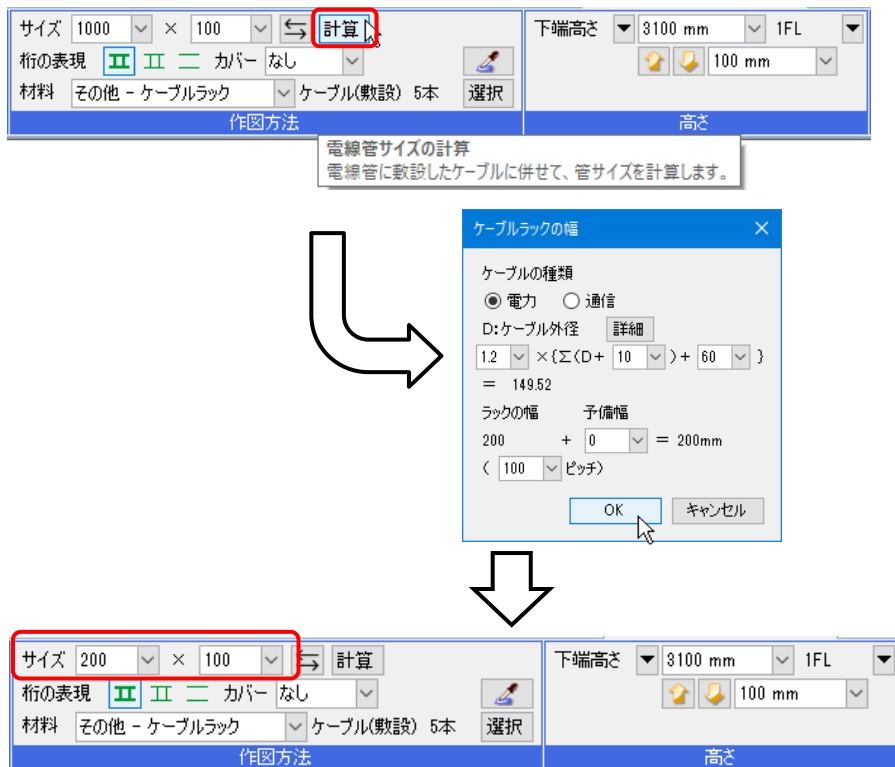 サイズ 1000 × 100 計算 下端高さ 3100 mm 1FL
桁の表現 カバー なし 100 mm
材料 その他 - ケーブルラック ケーブル(敷設) 5本 選択
作図方法 高さ
電線管サイズの計算
電線管に敷設したケーブルに併せて、管サイズを計算します。
ケーブルラックの幅
ケーブルの種類
電力 通信
D:ケーブル外径 詳細
1.2 ×{Σ(D+ 10 )+ 60 }
= 149.52
ラックの幅 予備幅
200 + 0 = 200mm
( 100 ピッチ)
OK キャンセル
サイズ 200 × 100 計算 下端高さ 3100 mm 1FL
桁の表現 カバー なし 100 mm
材料 その他 - ケーブルラック ケーブル(敷設) 5本 選択
作図方法 高さ